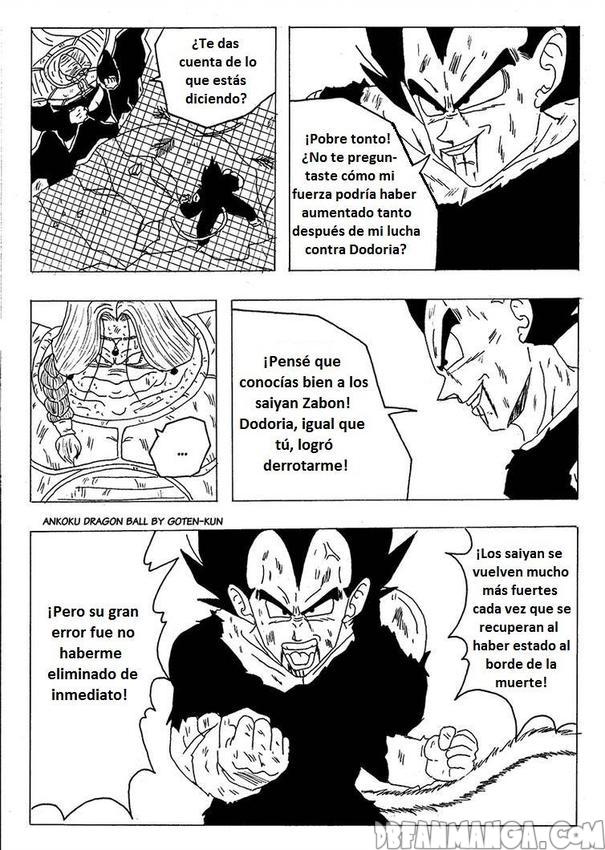 ¿Te das
cuenta de lo
que estás
diciendo?
¡Pobre tonto!
¿No te pregun-
taste cómo mi
fuerza podría haber
aumentado tanto
después de mi lucha
contra Dodoria?
...
¡Pensé que
conocías bien a los
saiyan Zabon!
Dodoria, igual que
tú, logró
derrotarme!
ANKOKU DRAGON BALL BY GOTEN-KUN
¡Pero su gran
error fue no
haberme
eliminado de
inmediato!
¡Los saiyan se
vuelven mucho
más fuertes
cada vez que se
recuperan al
haber estado al
borde de la
muerte!
DBFANMANGA.COM